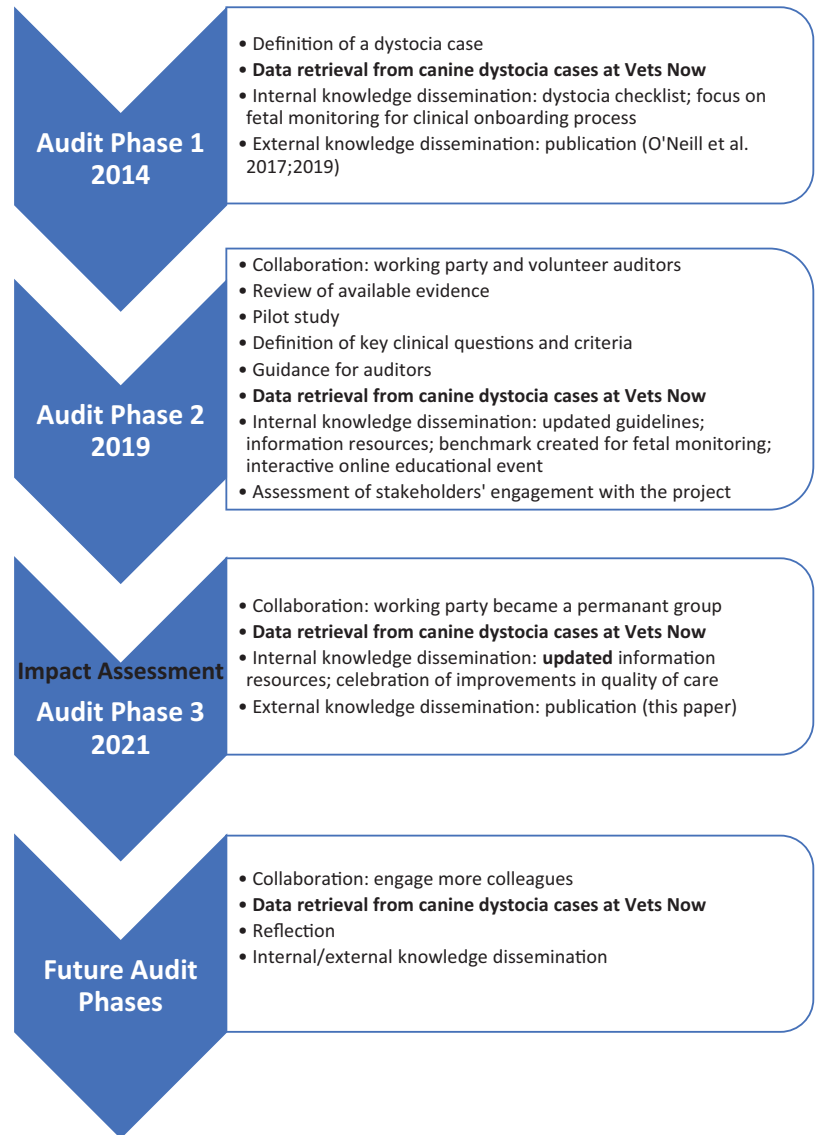 Audit Phase 1
2014
• Definition of a dystocia case
• Data retrieval from canine dystocia cases at Vets Now
• Internal knowledge dissemination: dystocia checklist; focus on
fetal monitoring for clinical onboarding process
• External knowledge dissemination: publication (O'Neill et al.
2017;2019)
Audit Phase 2
2019
• Collaboration: working party and volunteer auditors
• Review of available evidence
• Pilot study
• Definition of key clinical questions and criteria
• Guidance for auditors
• Data retrieval from canine dystocia cases at Vets Now
• Internal knowledge dissemination: updated guidelines;
information resources; benchmark created for fetal monitoring;
interactive online educational event
• Assessment of stakeholders' engagement with the project
Impact Assessment
Audit Phase 3
2021
• Collaboration: working party became a permanant group
• Data retrieval from canine dystocia cases at Vets Now
• Internal knowledge dissemination: updated information
resources; celebration of improvements in quality of care
• External knowledge dissemination: publication (this paper)
Future Audit
Phases
• Collaboration: engage more colleagues
• Data retrieval from canine dystocia cases at Vets Now
• Reflection
• Internal/external knowledge dissemination